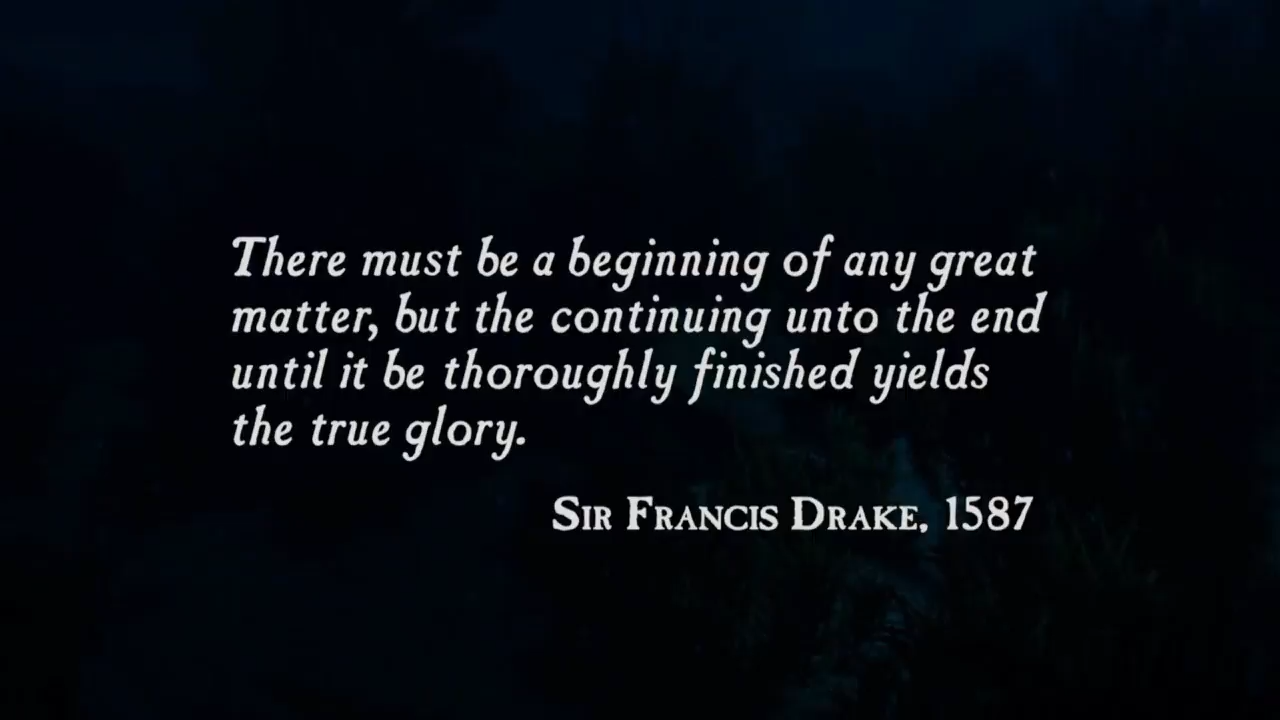 There must be a beginning of any great
matter, but the continuing unto the end
until it be thoroughly finished yields
the true glory.
Sir Francis Drake, 1587